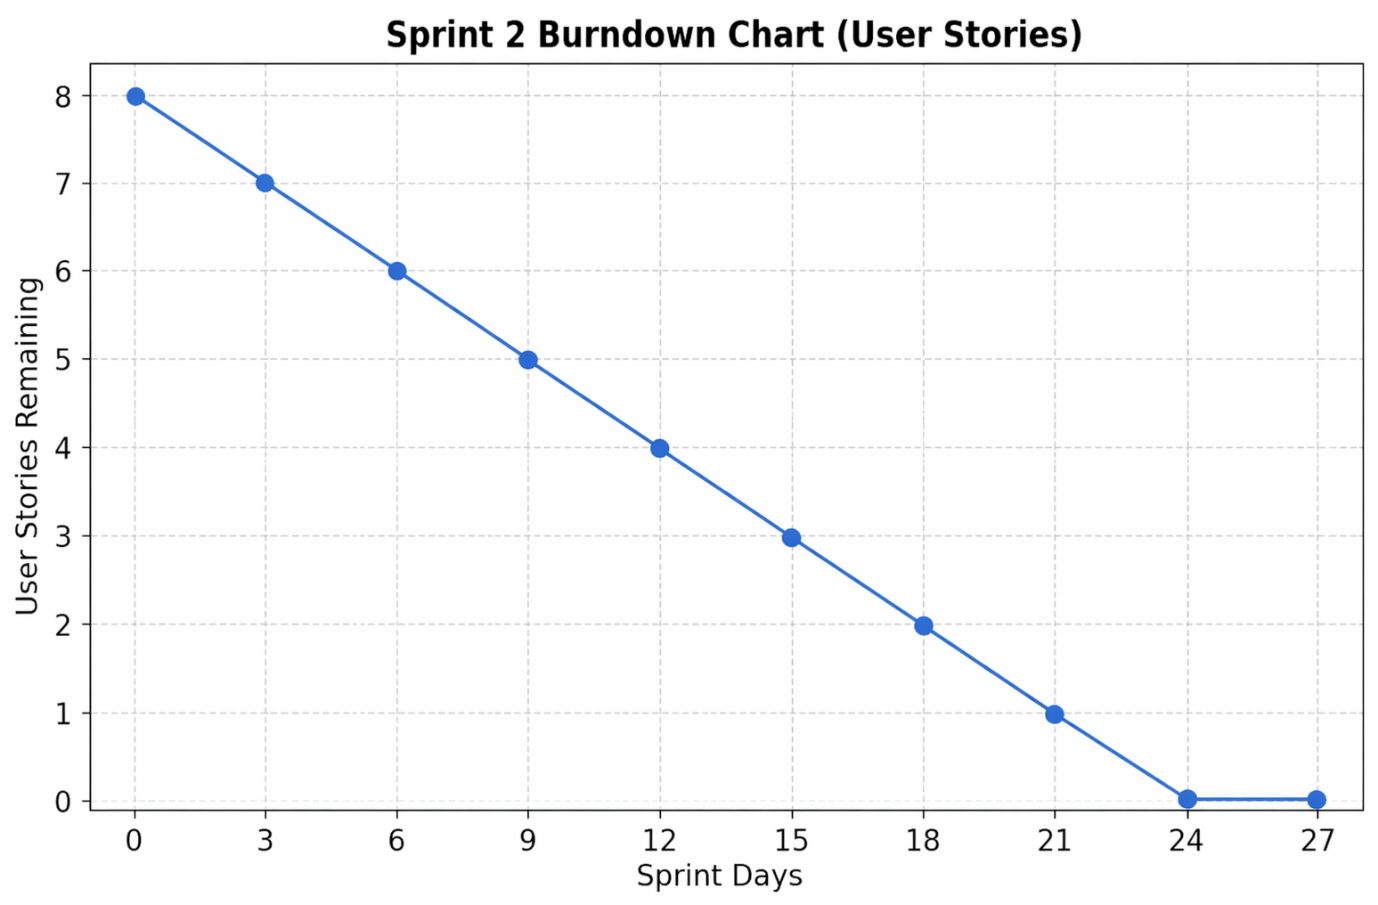 Sprint 2 Burndown Chart (User Stories)
User Stories Remaining
8
7
6
5
4
3
2
1
0
0 3 6 9 12 15 18 21 24 27
Sprint Days